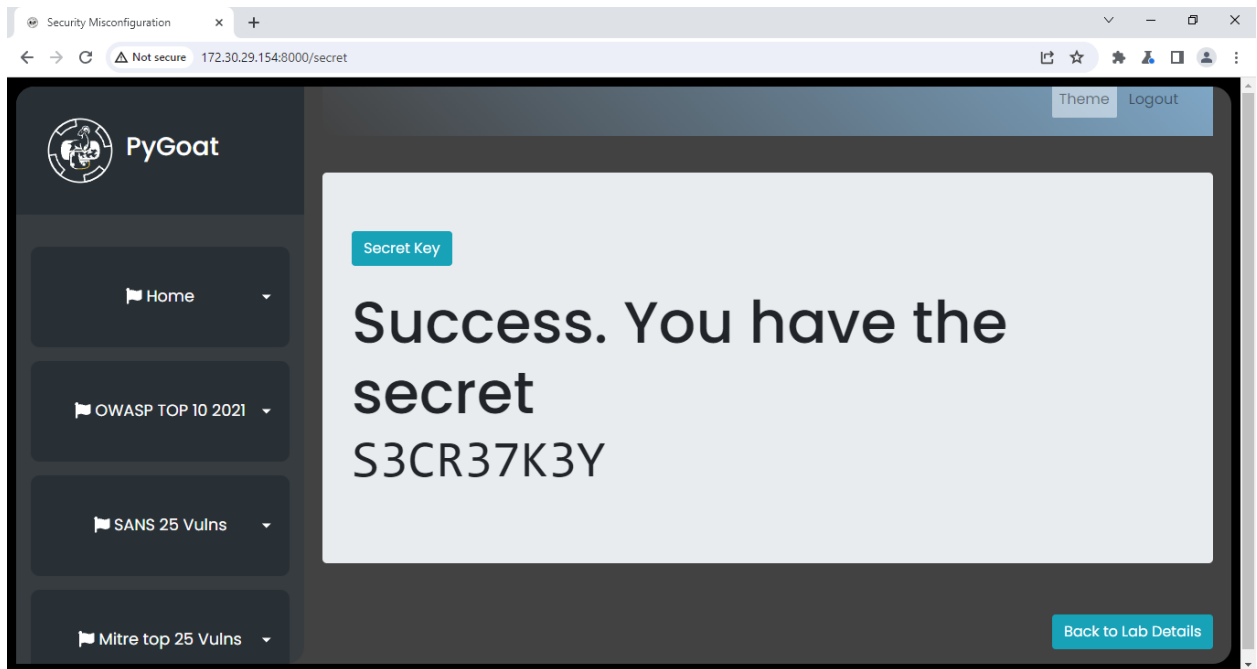 Security Misconfiguration
Not secure 172.30.29.154:8000/secret
PyGoat
Theme Logout
Home
OWASP TOP 10 2021
SANS 25 Vulns
Mitre top 25 Vulns
Secret Key
Success. You have the
secret
S3CR37K3Y
Back to Lab Details